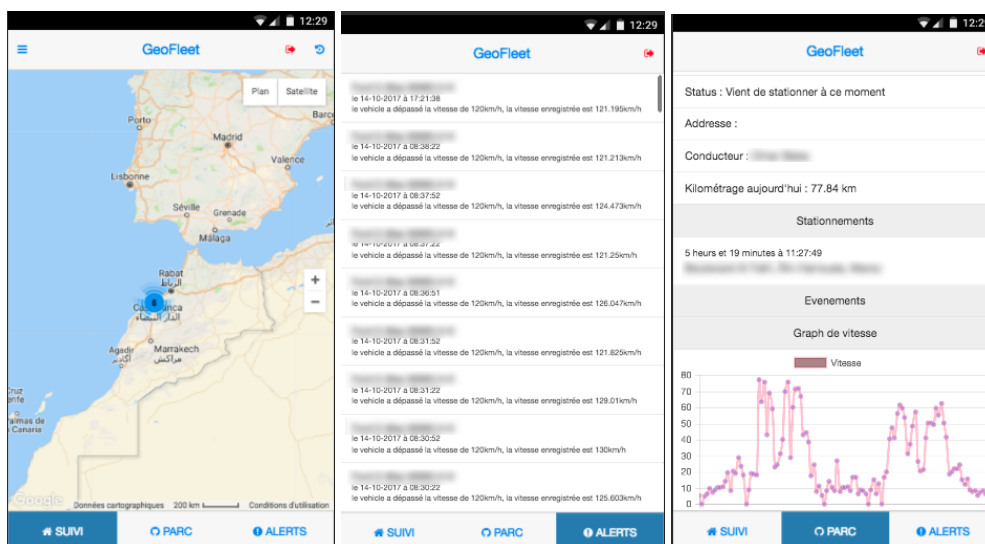 12:29
GeoFleet
Plan Satellite
Porto
Barc
Madrid
Valence
Lisbonne
Séville
Grenade
Málaga
Rabat
الرباط
6
الدار البيضاء
Marrakech
مراكش
Agadir
أكادير
Cruz
Palmas de
Canaria
Google
Données cartographiques 200 km Conditions d'utilisation
SUIVI PARC ALERTS
12:29
GeoFleet
le 14-10-2017 à 17:21:38
le vehicle a dépassé la vitesse de 120km/h, la vitesse enregistrée est 121.195km/h
le 14-10-2017 à 08:38:22
le vehicle a dépassé la vitesse de 120km/h, la vitesse enregistrée est 121.213km/h
le 14-10-2017 à 08:37:52
le vehicle a dépassé la vitesse de 120km/h, la vitesse enregistrée est 124.473km/h
le 14-10-2017 à 08:37:22
le vehicle a dépassé la vitesse de 120km/h, la vitesse enregistrée est 121.25km/h
le 14-10-2017 à 08:36:51
le vehicle a dépassé la vitesse de 120km/h, la vitesse enregistrée est 126.047km/h
le 14-10-2017 à 08:31:52
le vehicle a dépassé la vitesse de 120km/h, la vitesse enregistrée est 121.825km/h
le 14-10-2017 à 08:31:22
le vehicle a dépassé la vitesse de 120km/h, la vitesse enregistrée est 129.01km/h
le 14-10-2017 à 08:30:52
le vehicle a dépassé la vitesse de 120km/h, la vitesse enregistrée est 130km/h
le 14-10-2017 à 08:30:22
le vehicle a dépassé la vitesse de 120km/h, la vitesse enregistrée est 125.603km/h
SUIVI PARC ALERTS
12:29
GeoFleet
Status : Vient de stationner à ce moment
Addresse :
Conducteur :
Kilométrage aujourd'hui : 77.84 km
Stationnements
5 heurs et 19 minutes à 11:27:49
Evenements
Graph de vitesse
Vitesse
80
70
60
50
40
30
20
10
0
SUIVI PARC ALERTS